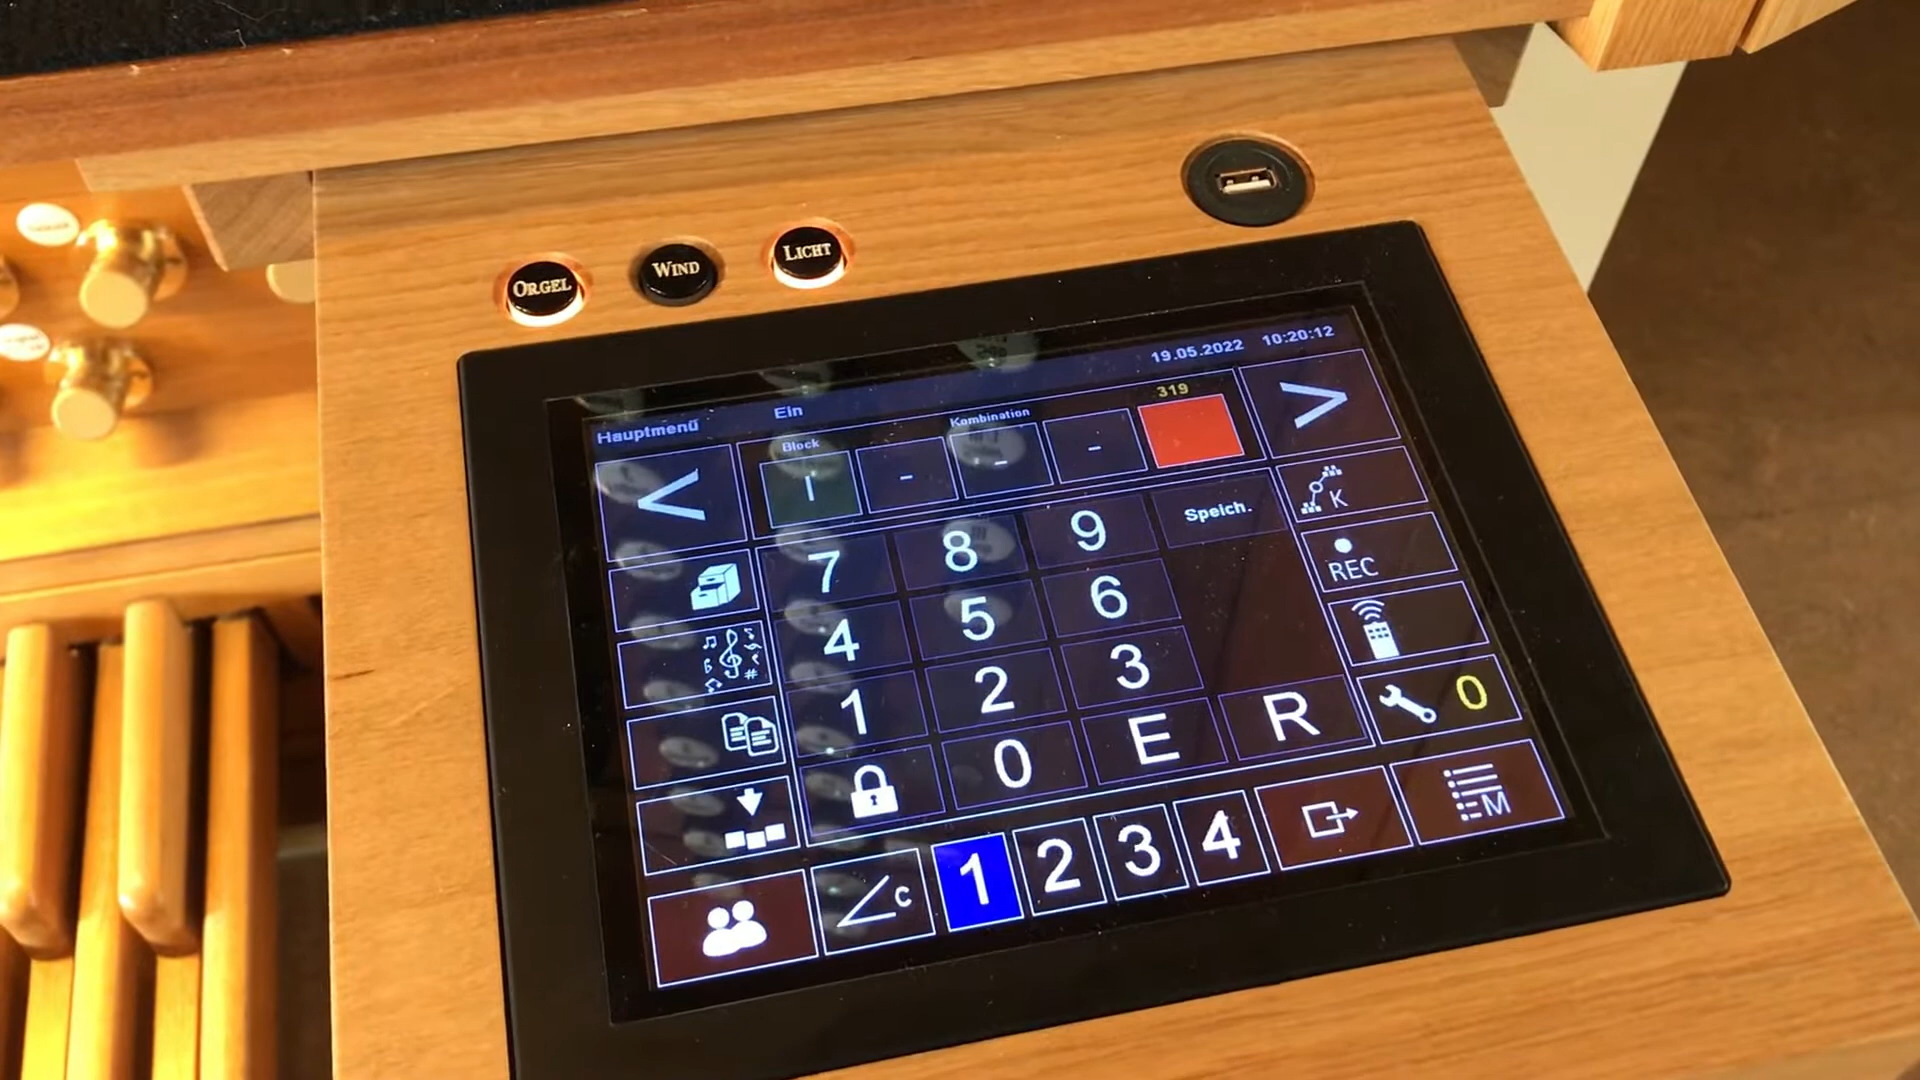 ORGEL WIND LICHT
19.05.2022 10:20:12
Hauptmenü Ein
Block Kombination 319
< - - - >
7 8 9 Speich. K
4 5 6 REC
1 2 3
0 E R 0
C 1 2 3 4 M